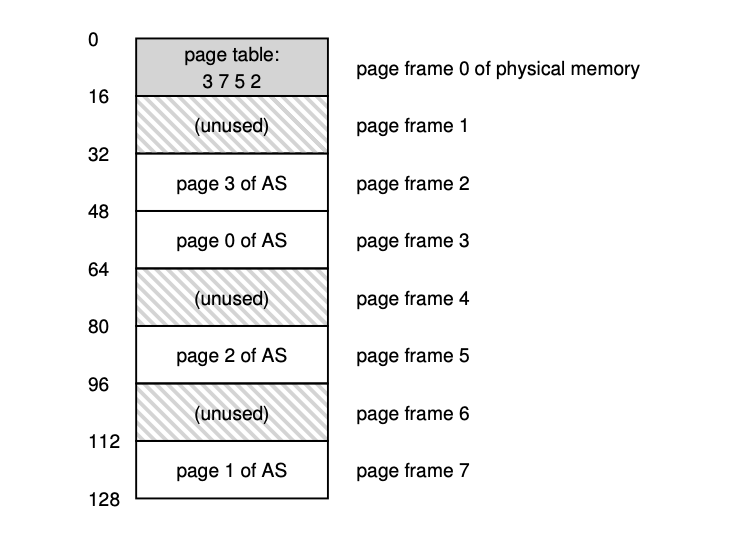 0
page table:
3 7 5 2
page frame 0 of physical memory
16
(unused)
page frame 1
32
page 3 of AS
page frame 2
48
page 0 of AS
page frame 3
64
(unused)
page frame 4
80
page 2 of AS
page frame 5
96
(unused)
page frame 6
112
page 1 of AS
page frame 7
128